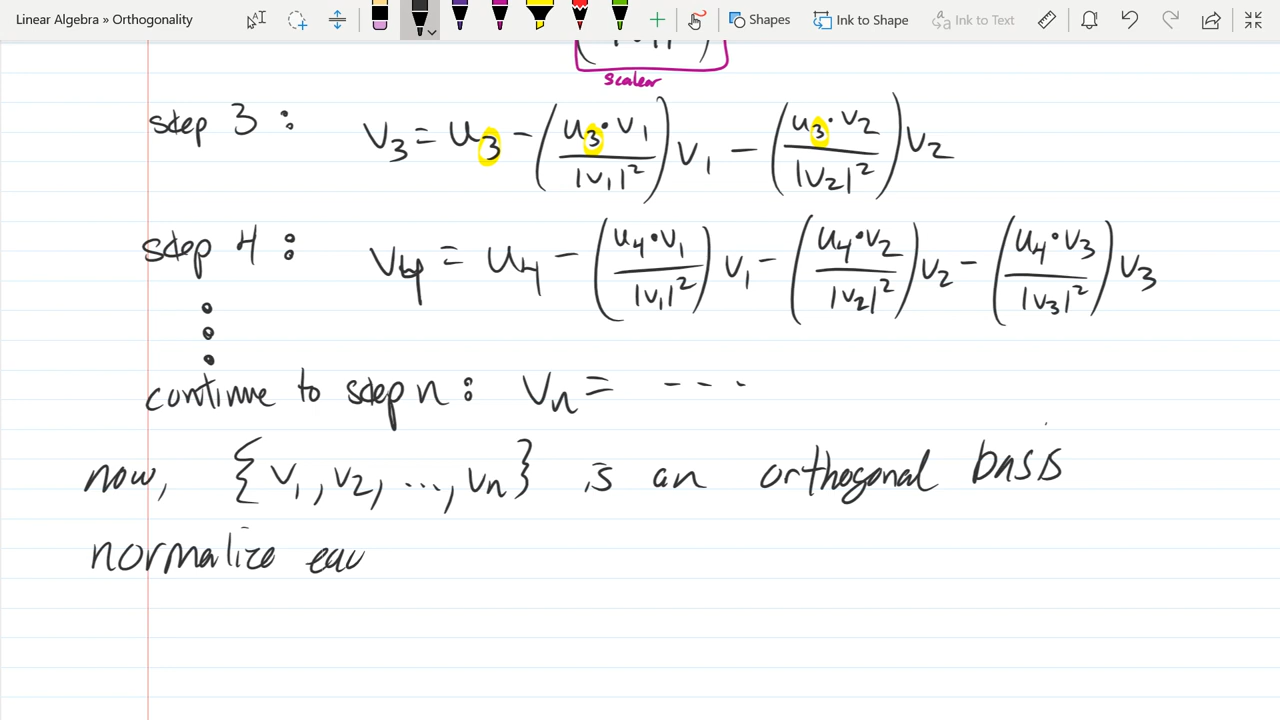 Linear Algebra » Orthogonality
Shapes
Ink to Shape
Ink to Text
scalar
step 3 : v₃ = u₃ − (u₃•v₁ / |v₁|²) v₁ − (u₃•v₂ / |v₂|²) v₂
step 4 : v₄ = u₄ − (u₄•v₁ / |v₁|²) v₁ − (u₄•v₂ / |v₂|²) v₂ − (u₄•v₃ / |v₃|²) v₃
continue to step n : vₙ = - - - ·
now, {v₁, v₂, ..., vₙ} is an orthogonal basis
normalize